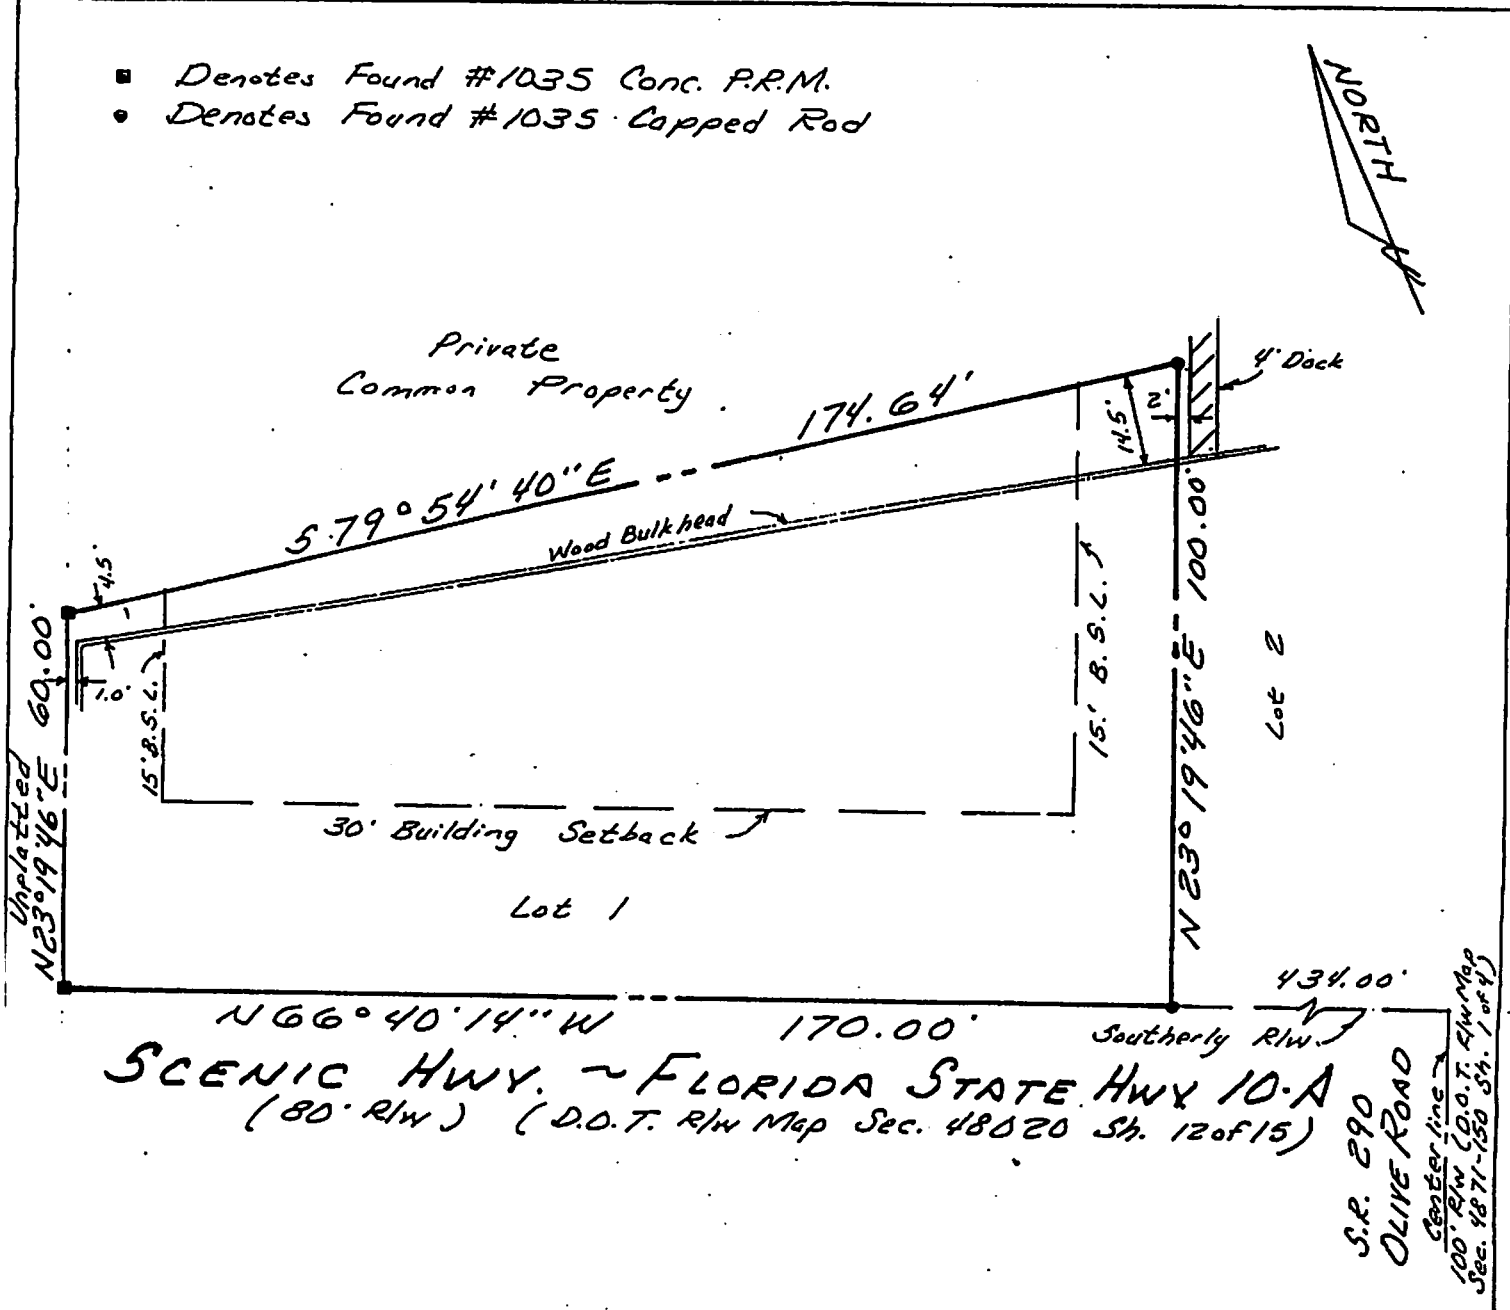 Denotes Found #1035 Conc. P.R.M.
Denotes Found #1035 Capped Rod
NORTH
Private
Common Property
S.79° 54' 40" E
174.64'
4' Dock
2'
14.5'
Wood Bulkhead
4.5'
1.0'
15' B.S.L.
15.' B.S.L.
30' Building Setback
Unplatted
N23°19'46"E 60.00'
N 23° 19'46"E 100.00'
Lot 2
Lot 1
N66°40'14"W
170.00'
434.00'
Southerly R/W
SCENIC HWY. ~ FLORIDA STATE HWY 10-A
(80' R/W) (D.O.T. R/W Map Sec. 48020 Sh. 12 of 15)
S.R. 290
OLIVE ROAD
Centerline
100' R/W (D.O.T. R/W Map
Sec. 4871-150 Sh. 1 of 4)